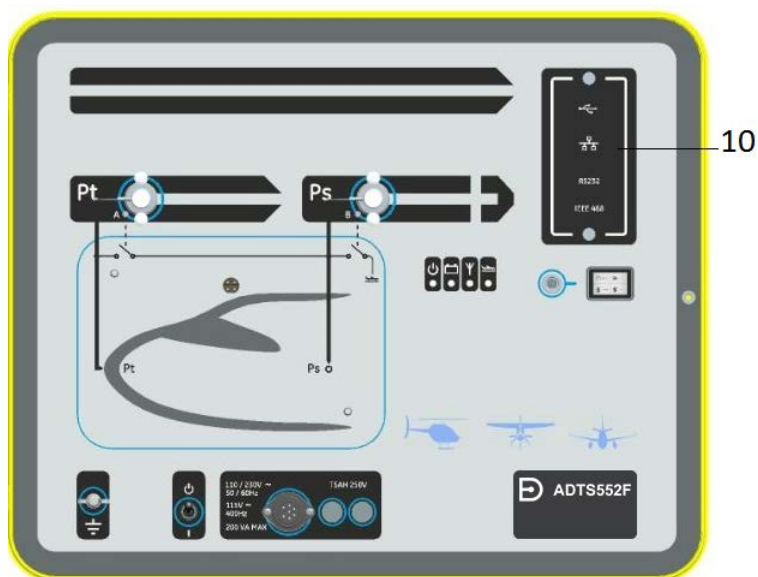 10
RS232
IEEE 488
Pt
Ps
A
B
Pt
Ps
110 / 230V ~
50 / 60Hz
115V ~
400Hz
200 VA MAX
T5AH 250V
ADTS552F